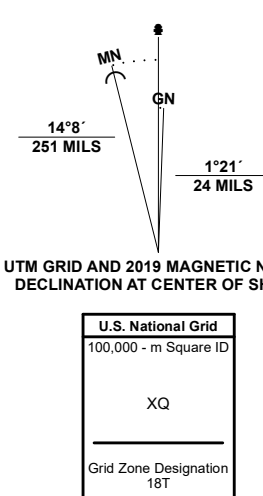 MN
GN
14°8´
251 MILS
1°21´
24 MILS
UTM GRID AND 2019 MAGNETIC
DECLINATION AT CENTER OF
U.S. National Grid
100,000 - m Square ID
XQ
Grid Zone Designation
18T